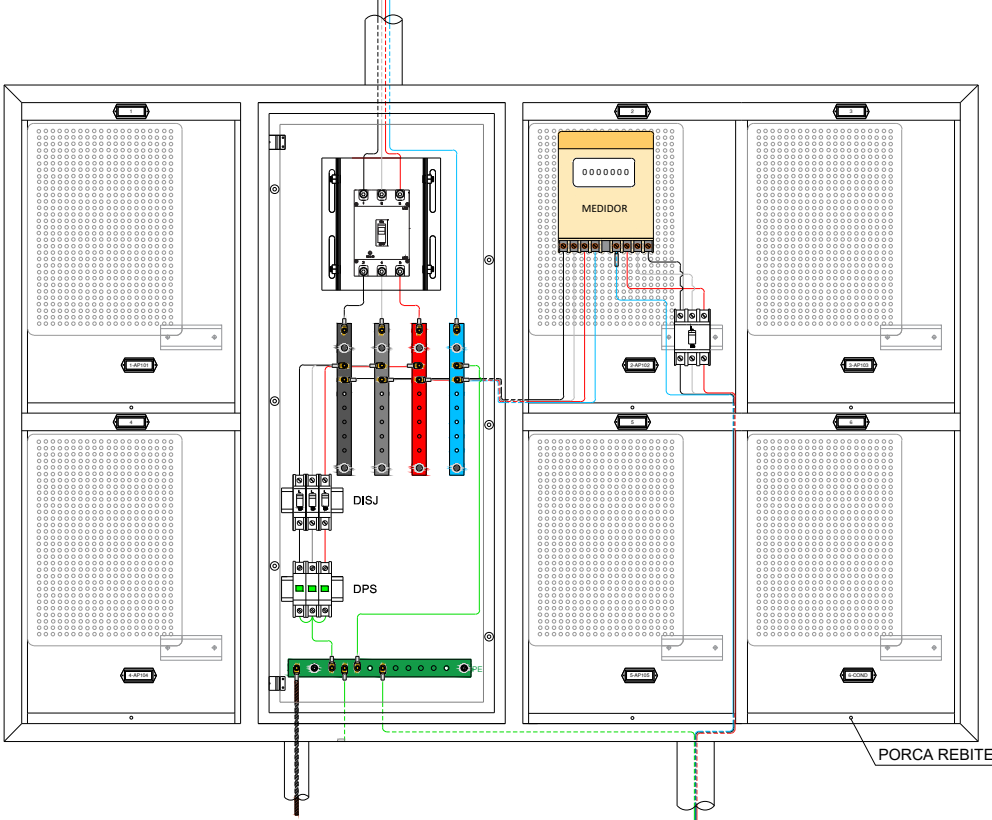 1
2
3
0000000
MEDIDOR
1-AP101
2-AP102
3-AP103
4
5
6
DISJ
DPS
PE
4-AP104
5-AP105
6-COND
PORCA REBITE